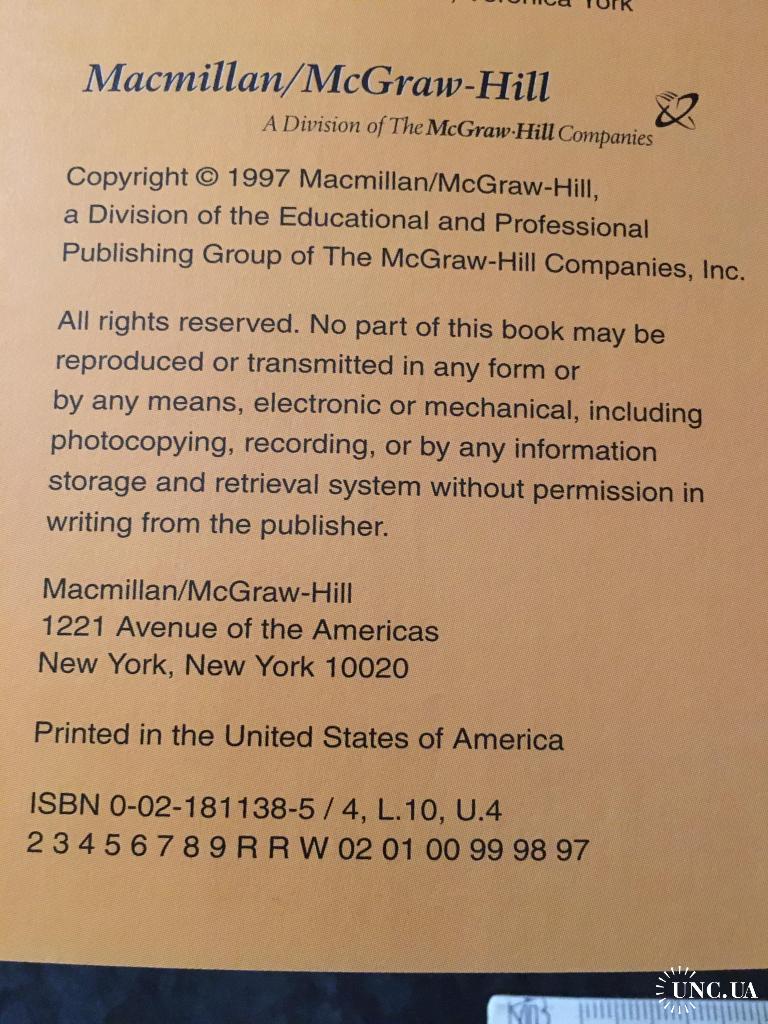 York
Macmillan/McGraw-Hill
A Division of The McGraw·Hill Companies
Copyright © 1997 Macmillan/McGraw-Hill,
a Division of the Educational and Professional
Publishing Group of The McGraw-Hill Companies, Inc.
All rights reserved. No part of this book may be
reproduced or transmitted in any form or
by any means, electronic or mechanical, including
photocopying, recording, or by any information
storage and retrieval system without permission in
writing from the publisher.
Macmillan/McGraw-Hill
1221 Avenue of the Americas
New York, New York 10020
Printed in the United States of America
ISBN 0-02-181138-5 / 4, L.10, U.4
2 3 4 5 6 7 8 9 R R W 02 01 00 99 98 97
UNC.UA